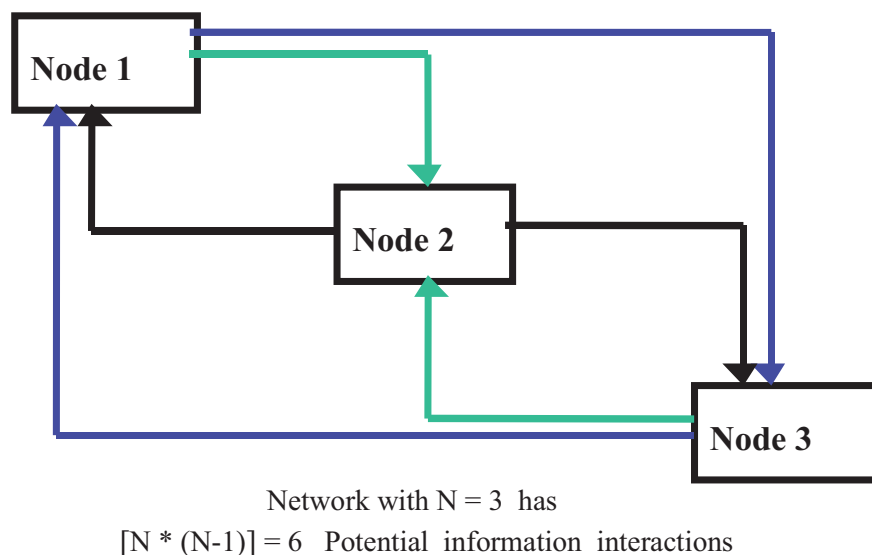 Node 1
Node 2
Node 3
Network with N = 3 has
[N * (N-1)] = 6 Potential information interactions